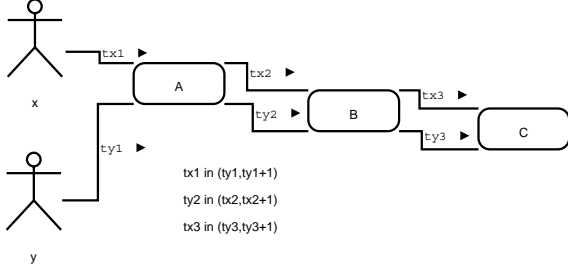 tx1
A
tx2
tx3
x
ty2
B
ty3
C
ty1
tx1 in (ty1,ty1+1)
ty2 in (tx2,tx2+1)
tx3 in (ty3,ty3+1)
y